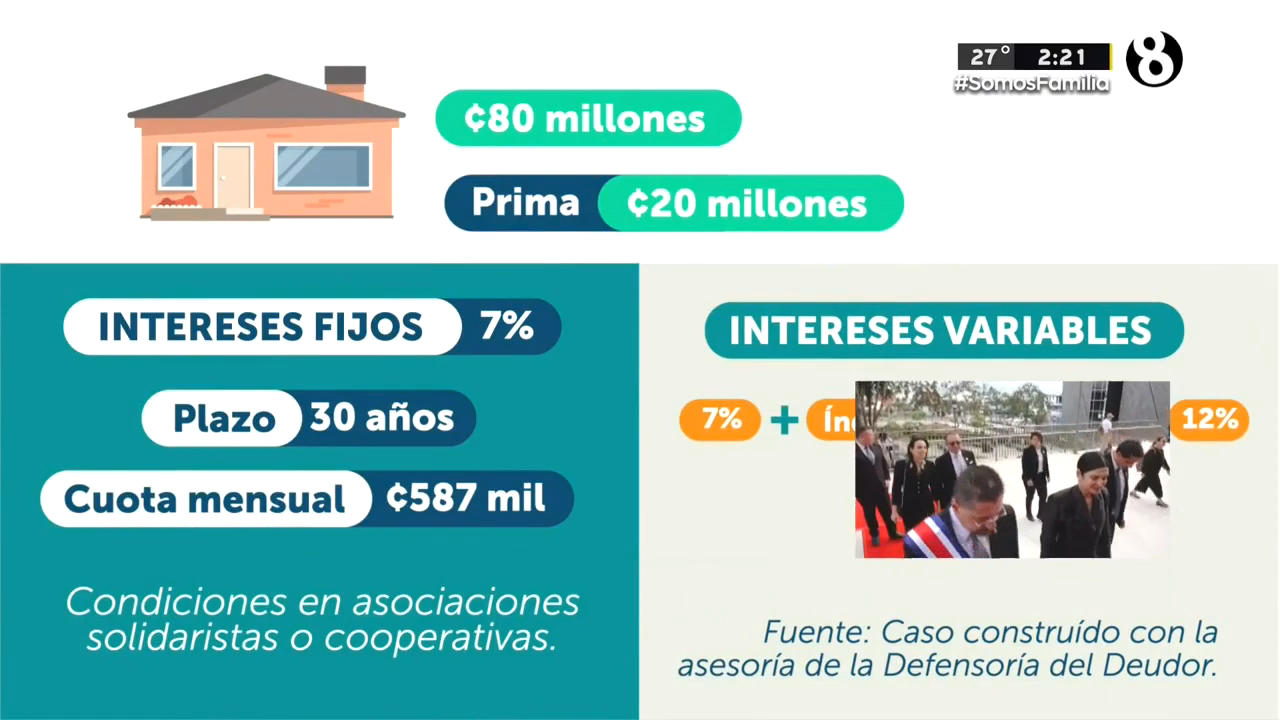 27° 2:21
8
#SomosFamilia
¢80 millones
Prima ¢20 millones
INTERESES FIJOS 7%
Plazo 30 años
Cuota mensual ¢587 mil
Condiciones en asociaciones
solidaristas o cooperativas.
INTERESES VARIABLES
7% + 12%
Fuente: Caso construído con la
asesoría de la Defensoría del Deudor.